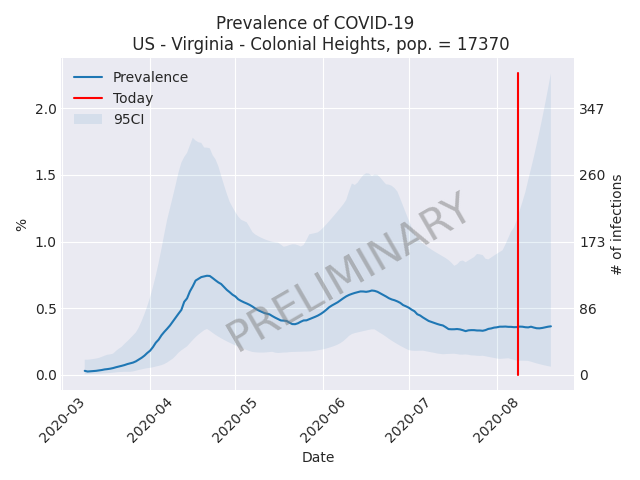 Prevalence of COVID-19
US - Virginia - Colonial Heights, pop. = 17370
Prevalence
Today
95CI
2.0
1.5
1.0
0.5
0.0
%
347
260
173
86
0
# of infections
PRELIMINARY
2020-03
2020-04
2020-05
2020-06
2020-07
2020-08
Date